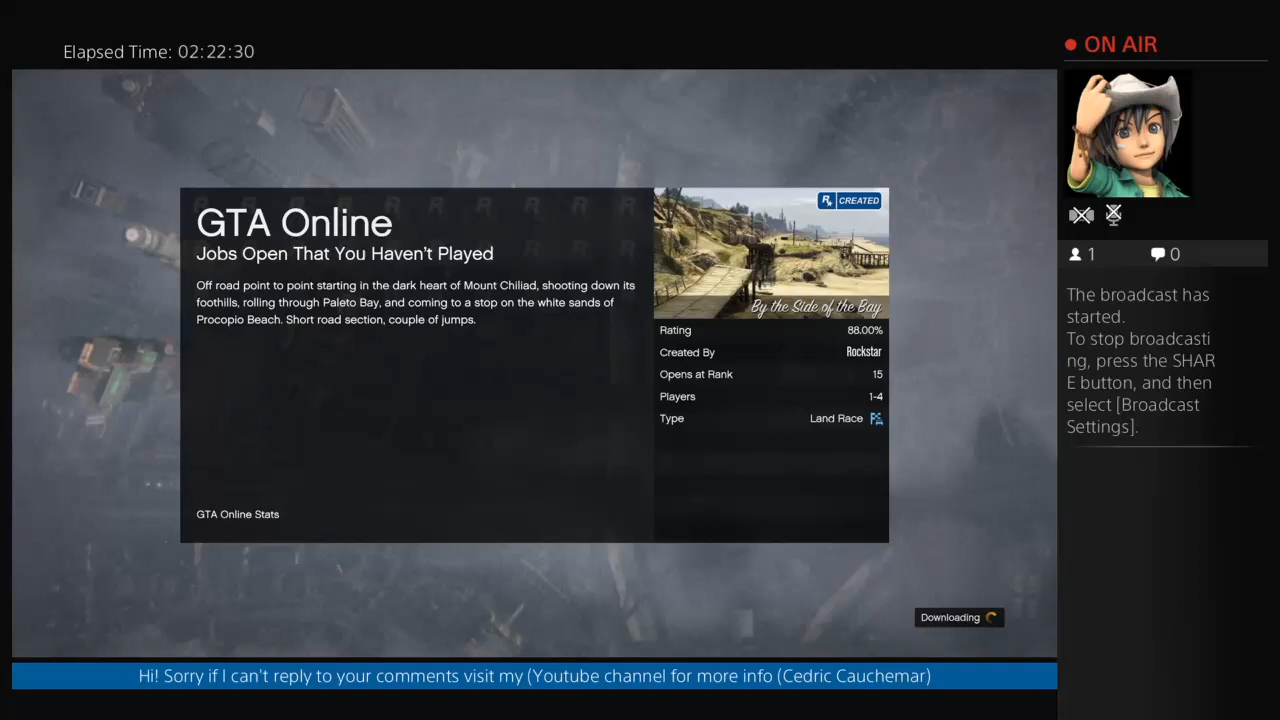 Elapsed Time: 02:22:30
ON AIR
GTA Online
Jobs Open That You Haven't Played
Off road point to point starting in the dark heart of Mount Chiliad, shooting down its
foothills, rolling through Paleto Bay, and coming to a stop on the white sands of
Procopio Beach. Short road section, couple of jumps.
GTA Online Stats
R★ CREATED
By the Side of the Bay
Rating 88.00%
Created By Rockstar
Opens at Rank 15
Players 1-4
Type Land Race
Downloading
1 0
The broadcast has
started.
To stop broadcasti
ng, press the SHAR
E button, and then
select [Broadcast
Settings].
Hi! Sorry if I can't reply to your comments visit my (Youtube channel for more info (Cedric Cauchemar)